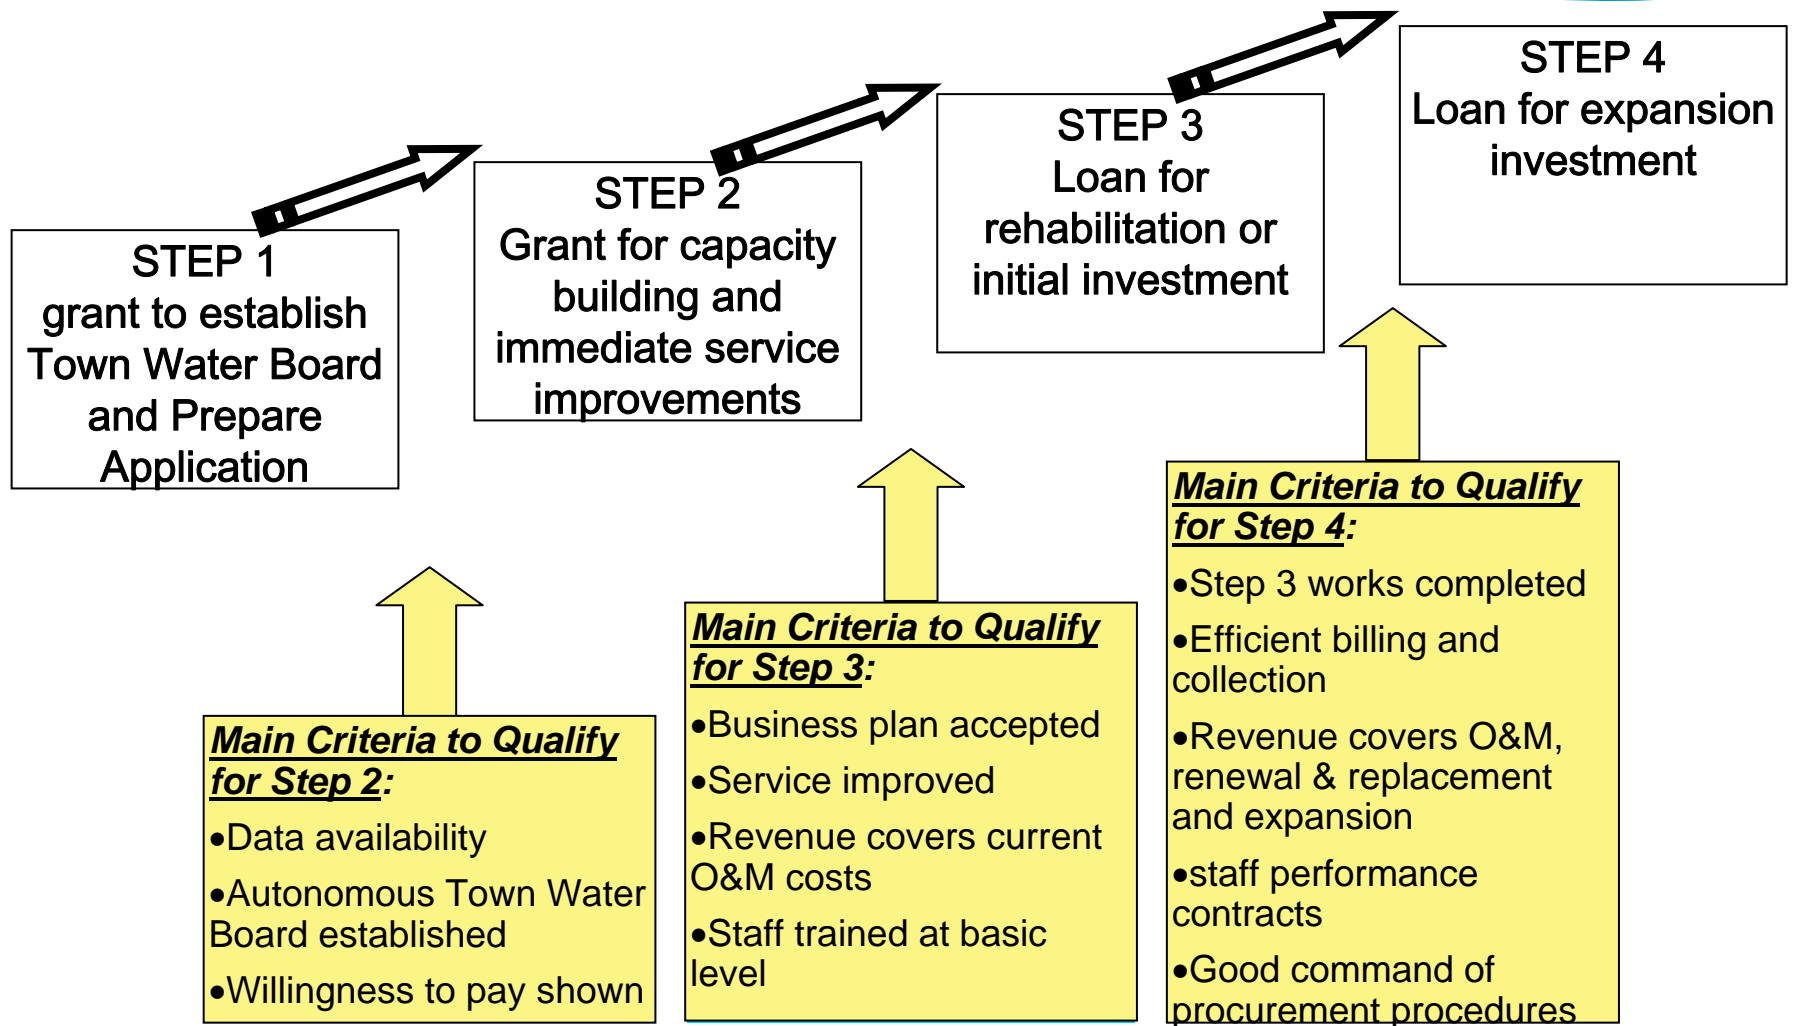 STEP 1
grant to establish
Town Water Board
and Prepare
Application
STEP 2
Grant for capacity
building and
immediate service
improvements
STEP 3
Loan for
rehabilitation or
initial investment
STEP 4
Loan for expansion
investment
Main Criteria to Qualify
for Step 2:
•Data availability
•Autonomous Town Water
Board established
•Willingness to pay shown
Main Criteria to Qualify
for Step 3:
•Business plan accepted
•Service improved
•Revenue covers current
O&M costs
•Staff trained at basic
level
Main Criteria to Qualify
for Step 4:
•Step 3 works completed
•Efficient billing and
collection
•Revenue covers O&M,
renewal & replacement
and expansion
•staff performance
contracts
•Good command of
procurement procedures